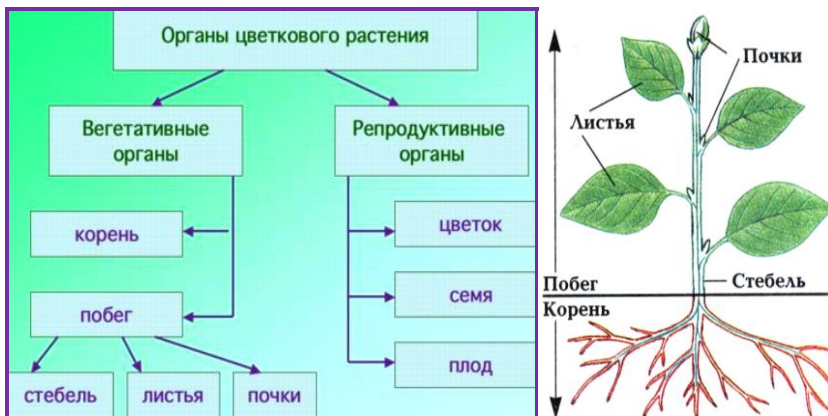 Органы цветкового растения
Вегетативные
органы
Репродуктивные
органы
корень
цветок
побег
семя
стебель
листья
почки
плод
Почки
Листья
Стебель
Побег
Корень